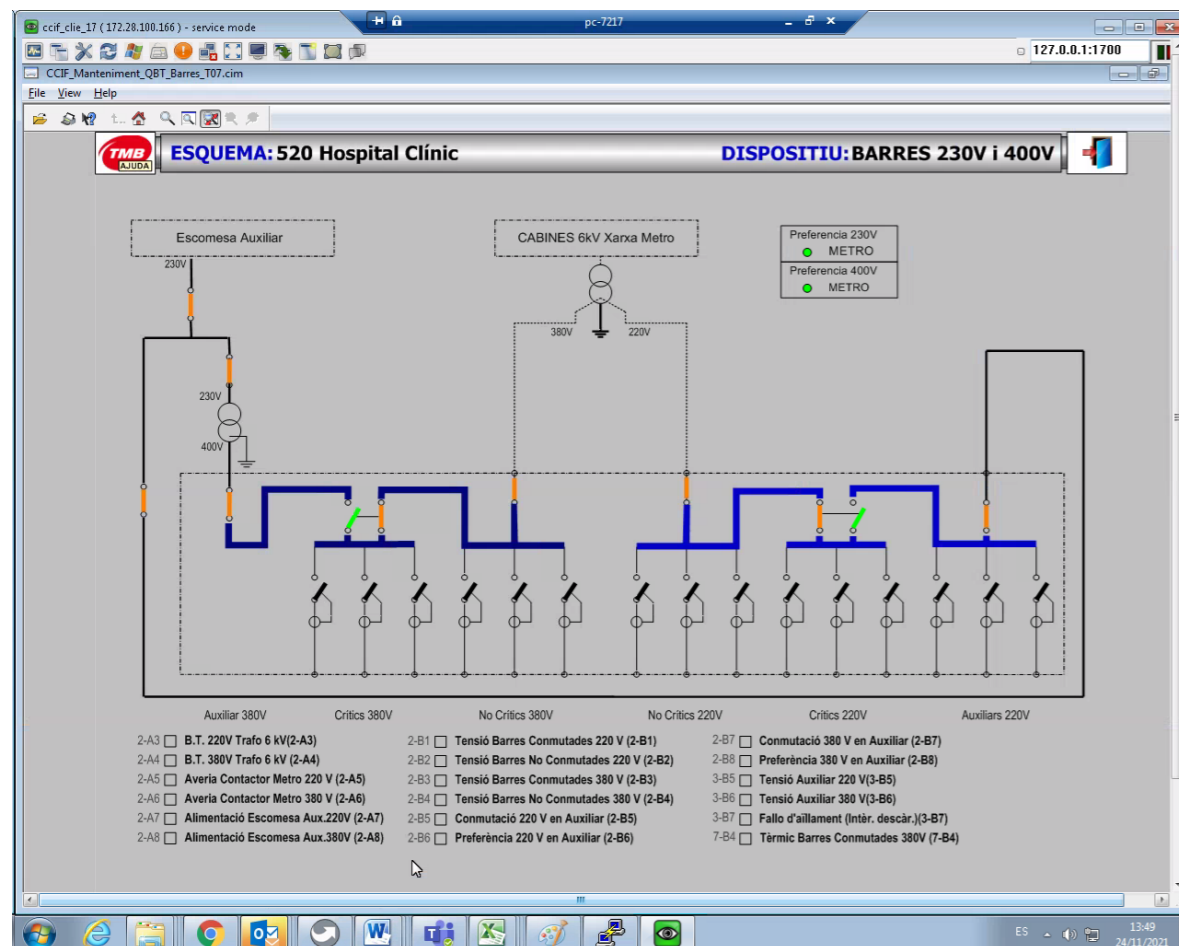 ccif_clie_17 ( 172.28.100.166 ) - service mode
pc-7217
127.0.0.1:1700
CCIF_Manteniment_QBT_Barres_T07.cim
File View Help
TMB
AJUDA
ESQUEMA: 520 Hospital Clínic
DISPOSITIU: BARRES 230V i 400V
Escomesa Auxiliar
CABINES 6kV Xarxa Metro
Preferencia 230V
METRO
Preferencia 400V
METRO
230V
380V
220V
230V
400V
Auxiliar 380V
Crítics 380V
No Crítics 380V
No Crítics 220V
Crítics 220V
Auxiliars 220V
2-A3 B.T. 220V Trafo 6 kV(2-A3)
2-A4 B.T. 380V Trafo 6 kV (2-A4)
2-A5 Averia Contactor Metro 220 V (2-A5)
2-A6 Averia Contactor Metro 380 V (2-A6)
2-A7 Alimentació Escomesa Aux.220V (2-A7)
2-A8 Alimentació Escomesa Aux.380V (2-A8)
2-B1 Tensió Barres Conmutades 220 V (2-B1)
2-B2 Tensió Barres No Conmutades 220 V (2-B2)
2-B3 Tensió Barres Conmutades 380 V (2-B3)
2-B4 Tensió Barres No Conmutades 380 V (2-B4)
2-B5 Conmutació 220 V en Auxiliar (2-B5)
2-B6 Preferència 220 V en Auxiliar (2-B6)
2-B7 Conmutació 380 V en Auxiliar (2-B7)
2-B8 Preferència 380 V en Auxiliar (2-B8)
3-B5 Tensió Auxiliar 220 V(3-B5)
3-B6 Tensió Auxiliar 380 V(3-B6)
3-B7 Fallo d'aïllament (Intèr. descàr.)(3-B7)
7-B4 Tèrmic Barres Conmutades 380V (7-B4)
ES
13:49
24/11/2021